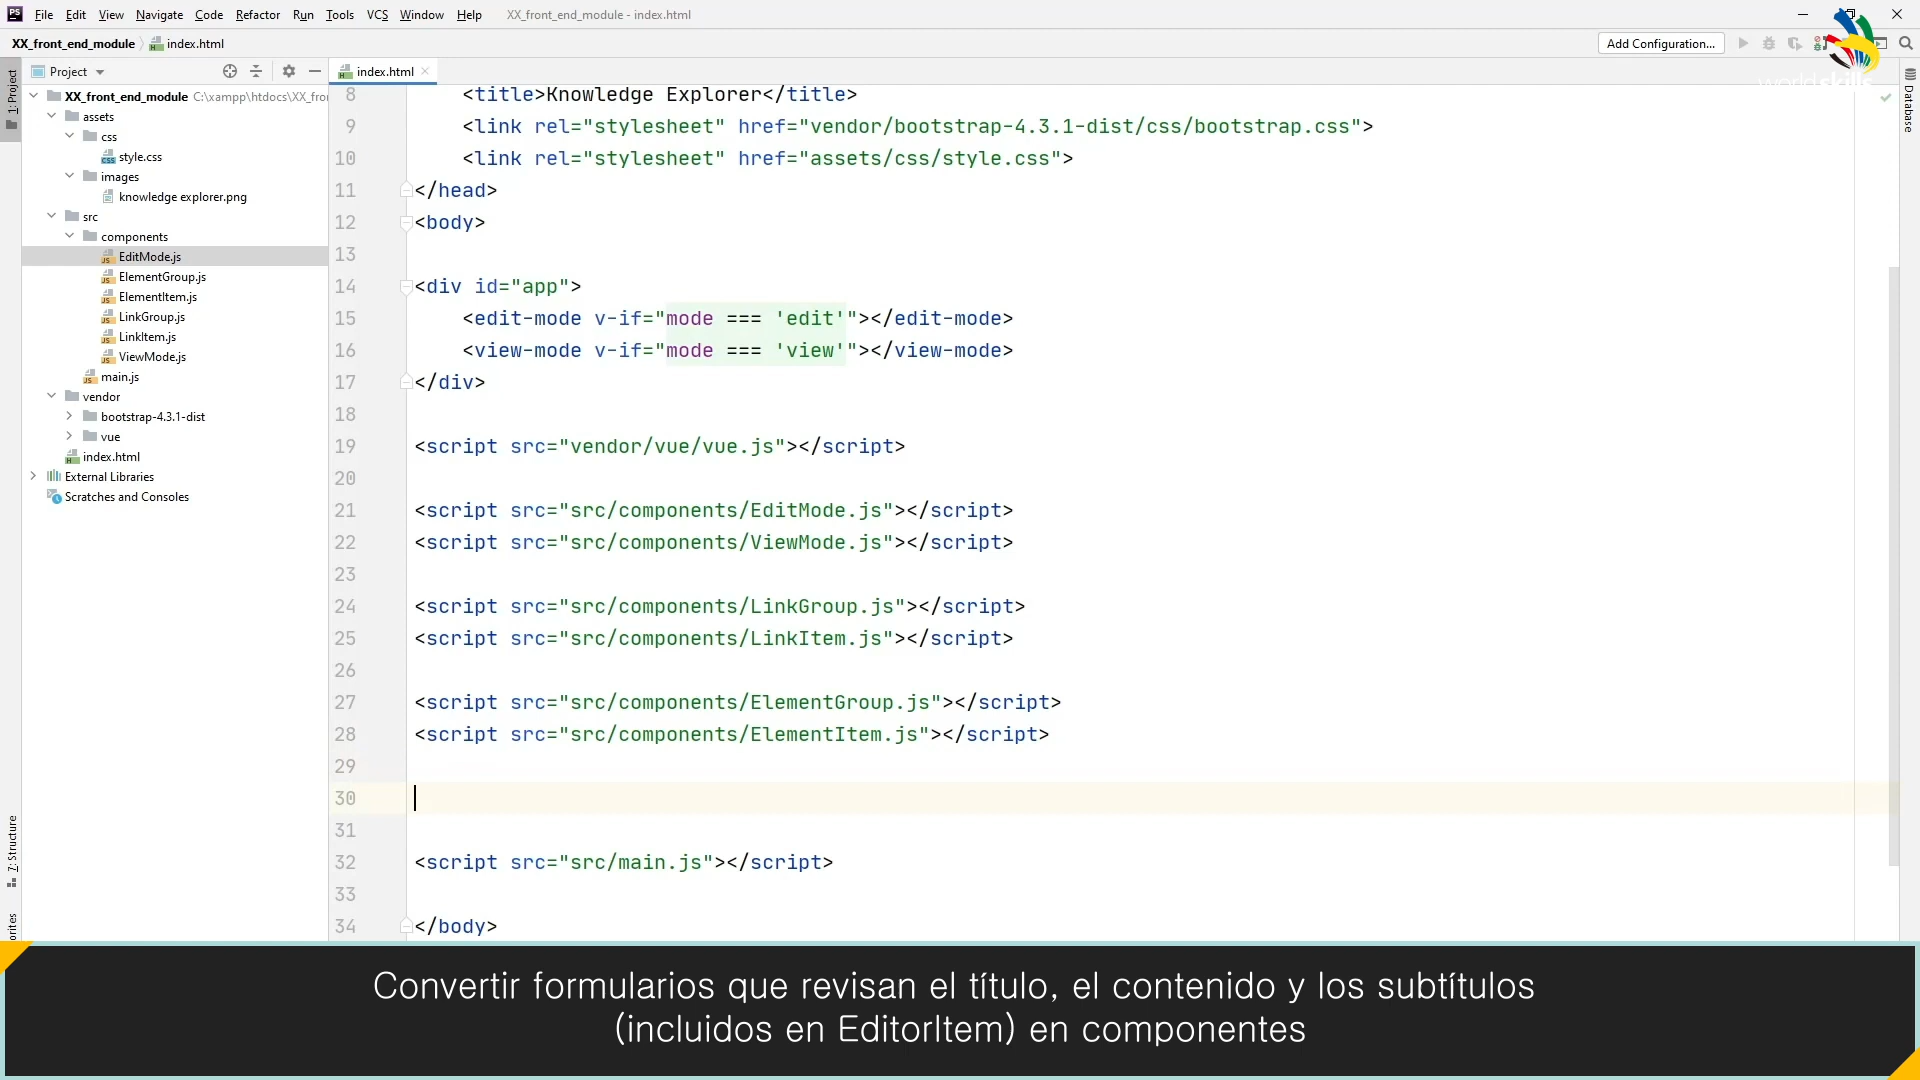 File Edit View Navigate Code Refactor Run Tools VCS Window Help XX_front_end_module - index.html
XX_front_end_module index.html
Add Configuration...
Project
index.html
1: Project
XX_front_end_module C:\xampp\htdocs\XX_fro
assets
css
style.css
images
knowledge explorer.png
src
components
EditMode.js
ElementGroup.js
ElementItem.js
LinkGroup.js
LinkItem.js
ViewMode.js
main.js
vendor
bootstrap-4.3.1-dist
vue
index.html
External Libraries
Scratches and Consoles
7: Structure
orites
worldskills
Database
8 <title>Knowledge Explorer</title>
9 <link rel="stylesheet" href="vendor/bootstrap-4.3.1-dist/css/bootstrap.css">
10 <link rel="stylesheet" href="assets/css/style.css">
11 </head>
12 <body>
13
14 <div id="app">
15 <edit-mode v-if="mode === 'edit'"></edit-mode>
16 <view-mode v-if="mode === 'view'"></view-mode>
17 </div>
18
19 <script src="vendor/vue/vue.js"></script>
20
21 <script src="src/components/EditMode.js"></script>
22 <script src="src/components/ViewMode.js"></script>
23
24 <script src="src/components/LinkGroup.js"></script>
25 <script src="src/components/LinkItem.js"></script>
26
27 <script src="src/components/ElementGroup.js"></script>
28 <script src="src/components/ElementItem.js"></script>
29
30
31
32 <script src="src/main.js"></script>
33
34 </body>
Convertir formularios que revisan el título, el contenido y los subtítulos
(incluidos en EditorItem) en componentes